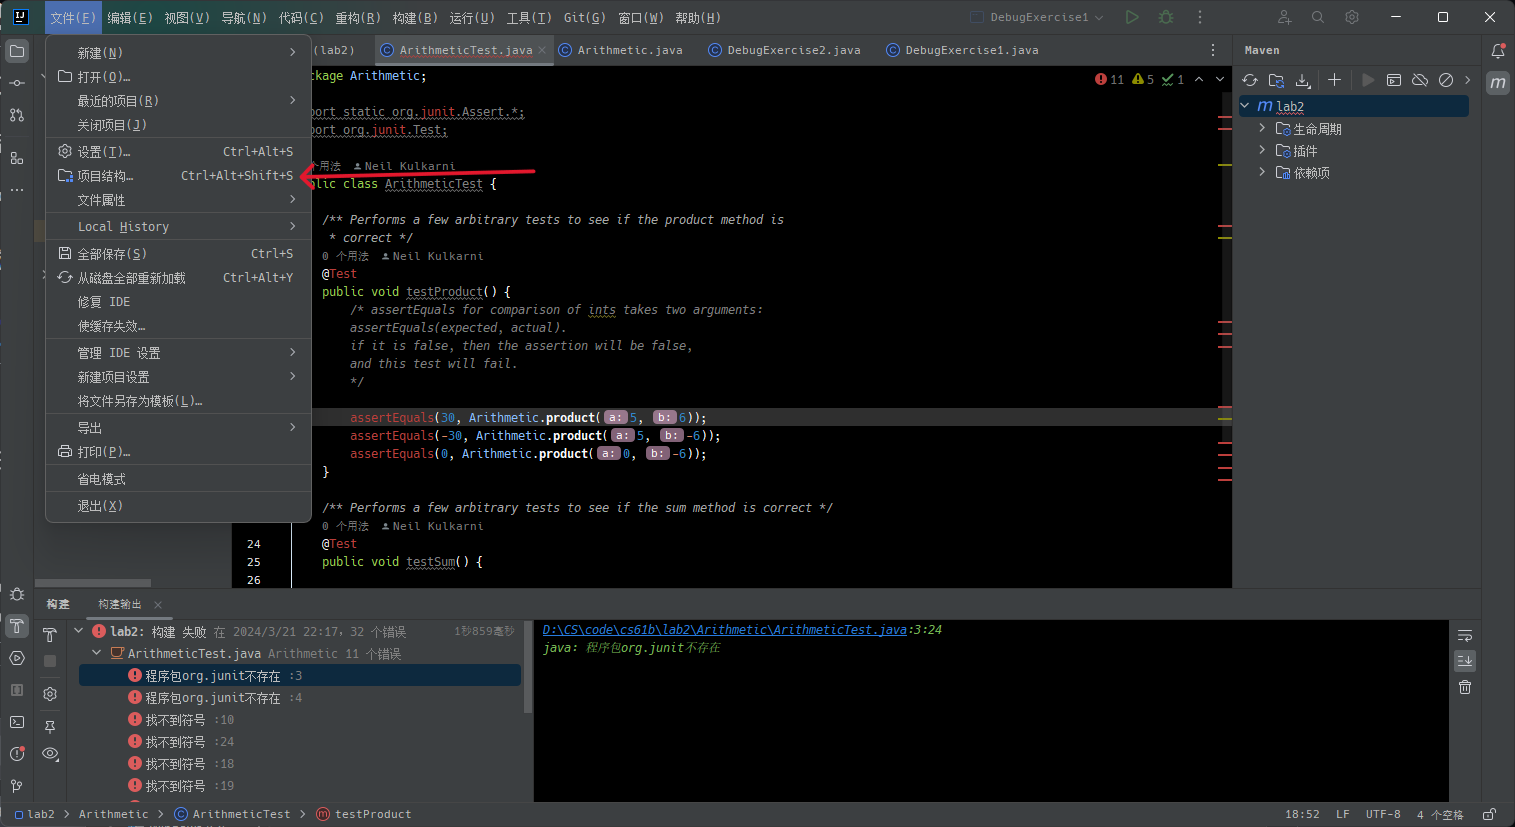 文件(F) 编辑(E) 视图(V) 导航(N) 代码(C) 重构(R) 构建(B) 运行(U) 工具(T) Git(G) 窗口(W) 帮助(H) DebugExercise1
新建(N)
打开(O)...
最近的项目(R)
关闭项目(J)
设置(T)... Ctrl+Alt+S
项目结构... Ctrl+Alt+Shift+S
文件属性
Local History
全部保存(S) Ctrl+S
从磁盘全部重新加载 Ctrl+Alt+Y
修复 IDE
使缓存失效...
管理 IDE 设置
新建项目设置
将文件另存为模板(L)...
导出
打印(P)...
省电模式
退出(X)
(lab2) ArithmeticTest.java Arithmetic.java DebugExercise2.java DebugExercise1.java
11 5 1
ckage Arithmetic;
port static org.junit.Assert.*;
port org.junit.Test;
个用法 Neil Kulkarni
blic class ArithmeticTest {
/** Performs a few arbitrary tests to see if the product method is
* correct */
0 个用法 Neil Kulkarni
@Test
public void testProduct() {
/* assertEquals for comparison of ints takes two arguments:
assertEquals(expected, actual).
if it is false, then the assertion will be false,
and this test will fail.
*/
assertEquals(30, Arithmetic.product( a: 5, b: 6));
assertEquals(-30, Arithmetic.product( a: 5, b: -6));
assertEquals(0, Arithmetic.product( a: 0, b: -6));
}
/** Performs a few arbitrary tests to see if the sum method is correct */
0 个用法 Neil Kulkarni
24 @Test
25 public void testSum() {
26
Maven
lab2
生命周期
插件
依赖项
构建 构建输出
lab2: 构建 失败 在 2024/3/21 22:17, 32 个错误 1秒859毫秒
ArithmeticTest.java Arithmetic 11 个错误
程序包org.junit不存在 :3
程序包org.junit不存在 :4
找不到符号 :10
找不到符号 :24
找不到符号 :18
找不到符号 :19
D:\CS\code\cs61b\lab2\Arithmetic\ArithmeticTest.java:3:24
java: 程序包org.junit不存在
lab2 > Arithmetic > ArithmeticTest > testProduct 18:52 LF UTF-8 4 个空格